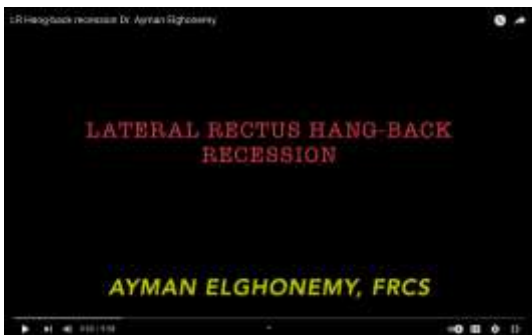 LR Hang-back recession Dr. Ayman Elghonemy
LATERAL RECTUS HANG-BACK
RECESSION
AYMAN ELGHONEMY, FRCS